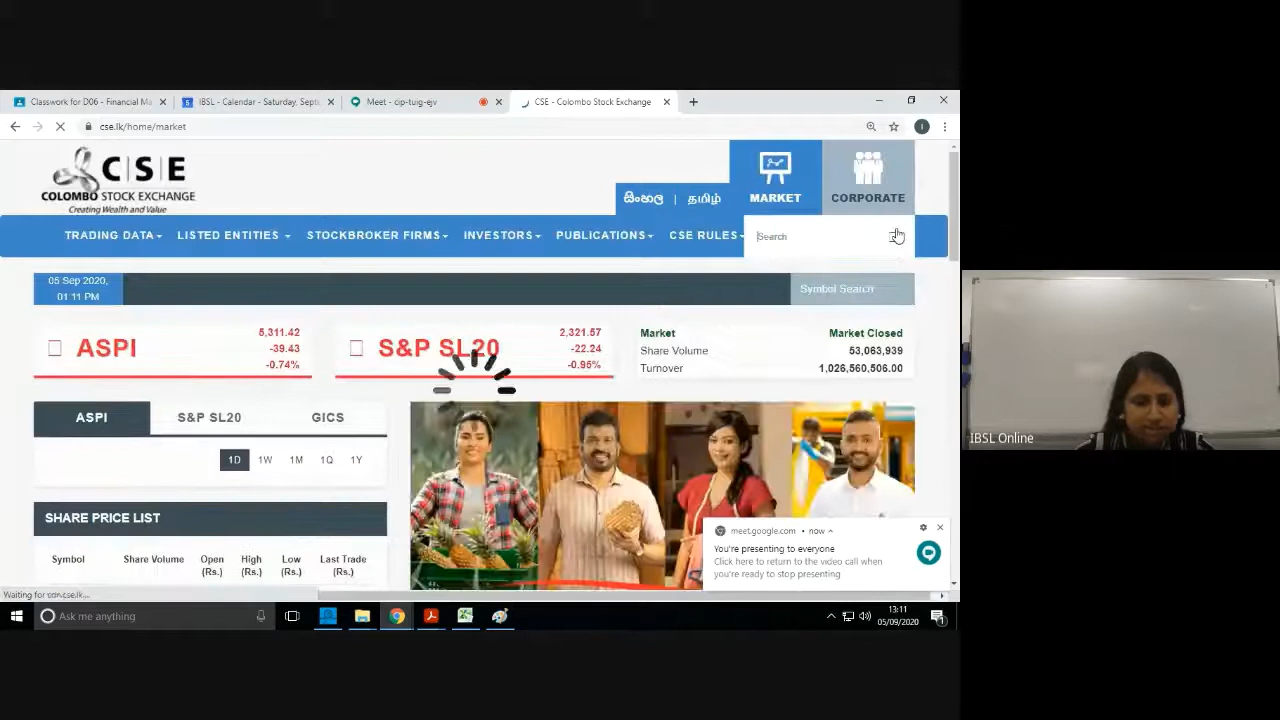 Classwork for D06 - Financial Ma
IBSL - Calendar - Saturday, Septe
Meet - cip-tuig-ejv
CSE - Colombo Stock Exchange
cse.lk/home/market
C|S|E
COLOMBO STOCK EXCHANGE
Creating Wealth and Value
සිංහල | தமிழ்
MARKET
CORPORATE
TRADING DATA
LISTED ENTITIES
STOCKBROKER FIRMS
INVESTORS
PUBLICATIONS
CSE RULES
Search
05 Sep 2020,
01:11 PM
Symbol Search
ASPI
5,311.42
-39.43
-0.74%
S&P SL20
2,321.57
-22.24
-0.95%
Market Market Closed
Share Volume 53,063,939
Turnover 1,026,560,506.00
ASPI S&P SL20 GICS
1D 1W 1M 1Q 1Y
SHARE PRICE LIST
Symbol
Share Volume
Open (Rs.)
High (Rs.)
Low (Rs.)
Last Trade (Rs.)
meet.google.com • now
You're presenting to everyone
Click here to return to the video call when
you're ready to stop presenting
Waiting for cdn.cse.lk...
Ask me anything
13:11
05/09/2020
1
IBSL Online